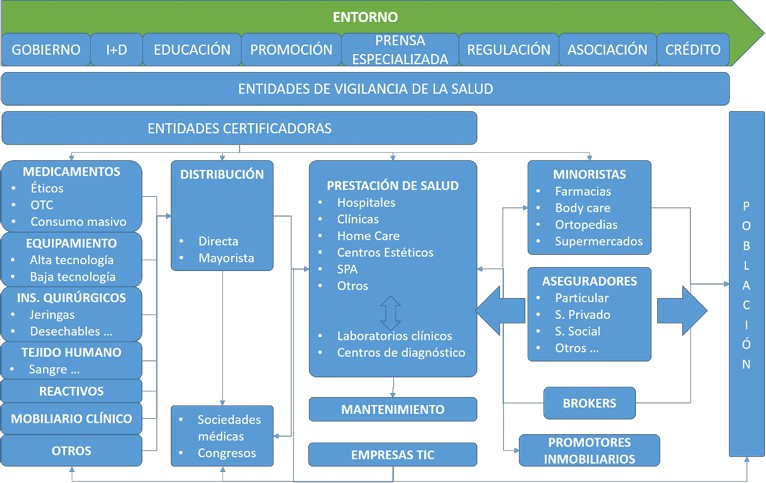 ENTORNO
GOBIERNO
I+D
EDUCACIÓN
PROMOCIÓN
PRENSA
ESPECIALIZADA
REGULACIÓN
ASOCIACIÓN
CRÉDITO
ENTIDADES DE VIGILANCIA DE LA SALUD
ENTIDADES CERTIFICADORAS
MEDICAMENTOS
• Éticos
• OTC
• Consumo masivo
EQUIPAMIENTO
• Alta tecnología
• Baja tecnología
INS. QUIRÚRGICOS
• Jeringas
• Desechables ...
TEJIDO HUMANO
• Sangre ...
REACTIVOS
MOBILIARIO CLÍNICO
OTROS
DISTRIBUCIÓN
• Directa
• Mayorista
• Sociedades
médicas
• Congresos
PRESTACIÓN DE SALUD
• Hospitales
• Clínicas
• Home Care
• Centros Estéticos
• SPA
• Otros
• Laboratorios clínicos
• Centros de diagnóstico
MANTENIMIENTO
EMPRESAS TIC
MINORISTAS
• Farmacias
• Body care
• Ortopedias
• Supermercados
ASEGURADORES
• Particular
• S. Privado
• S. Social
• Otros ...
BROKERS
PROMOTORES
INMOBILIARIOS
POBLACIÓN